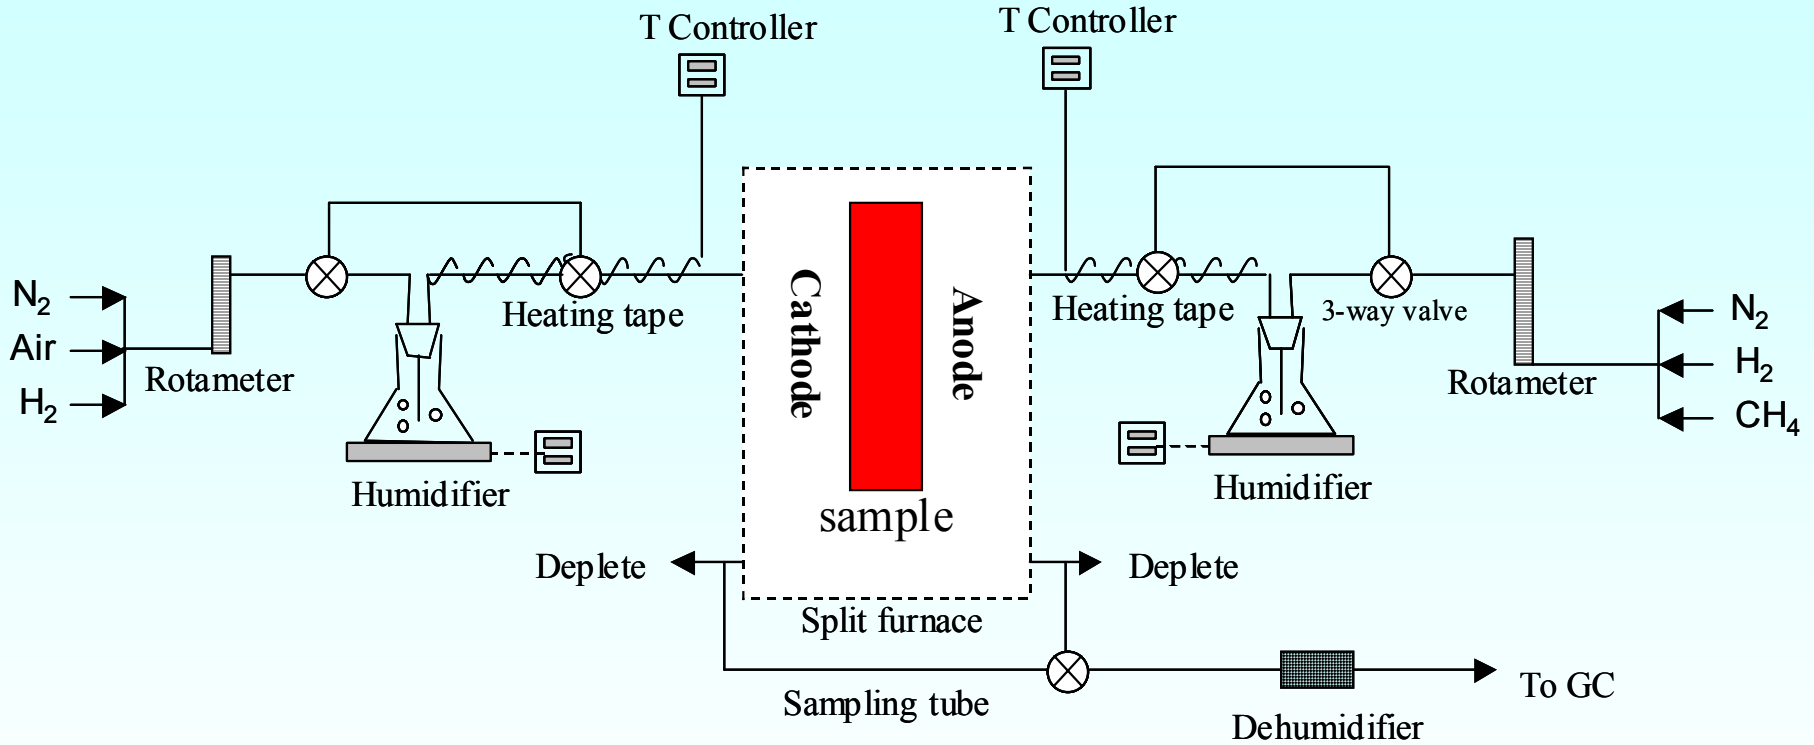 T Controller
T Controller
N2
Air
H2
Rotameter
Heating tape
Humidifier
Cathode
Anode
sample
Heating tape
3-way valve
Humidifier
Rotameter
N2
H2
CH4
Deplete
Deplete
Split furnace
Sampling tube
Dehumidifier
To GC